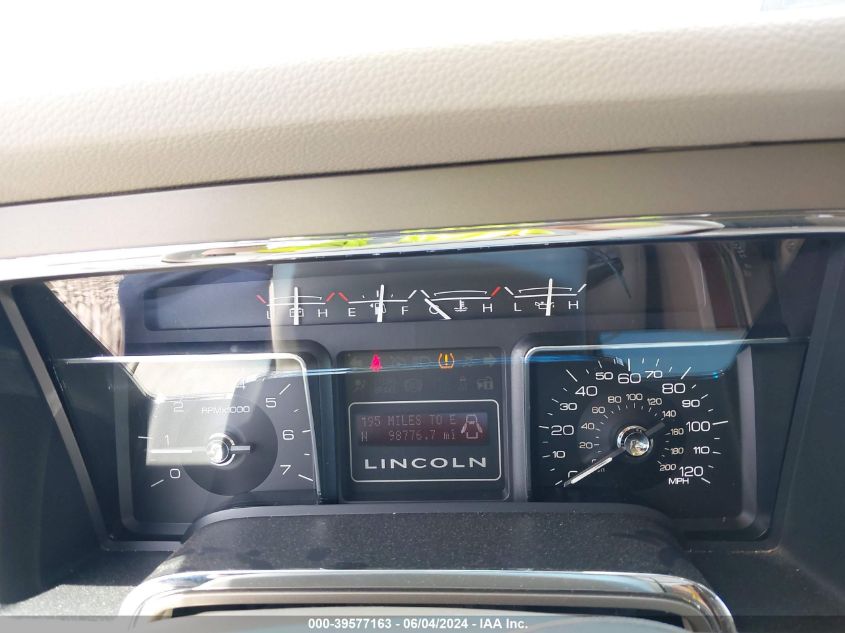 L H E F C H L H
2 4 5
RPMx1000
1 6
0 7
195 MILES TO E
N 98776.7 mi
LINCOLN
40 50 60 70 80
30 90
20 100
10 110
0 120
MPH
20 40 60 80 100 120 140 160 180 200
000-39577163 - 06/04/2024 - IAA Inc.